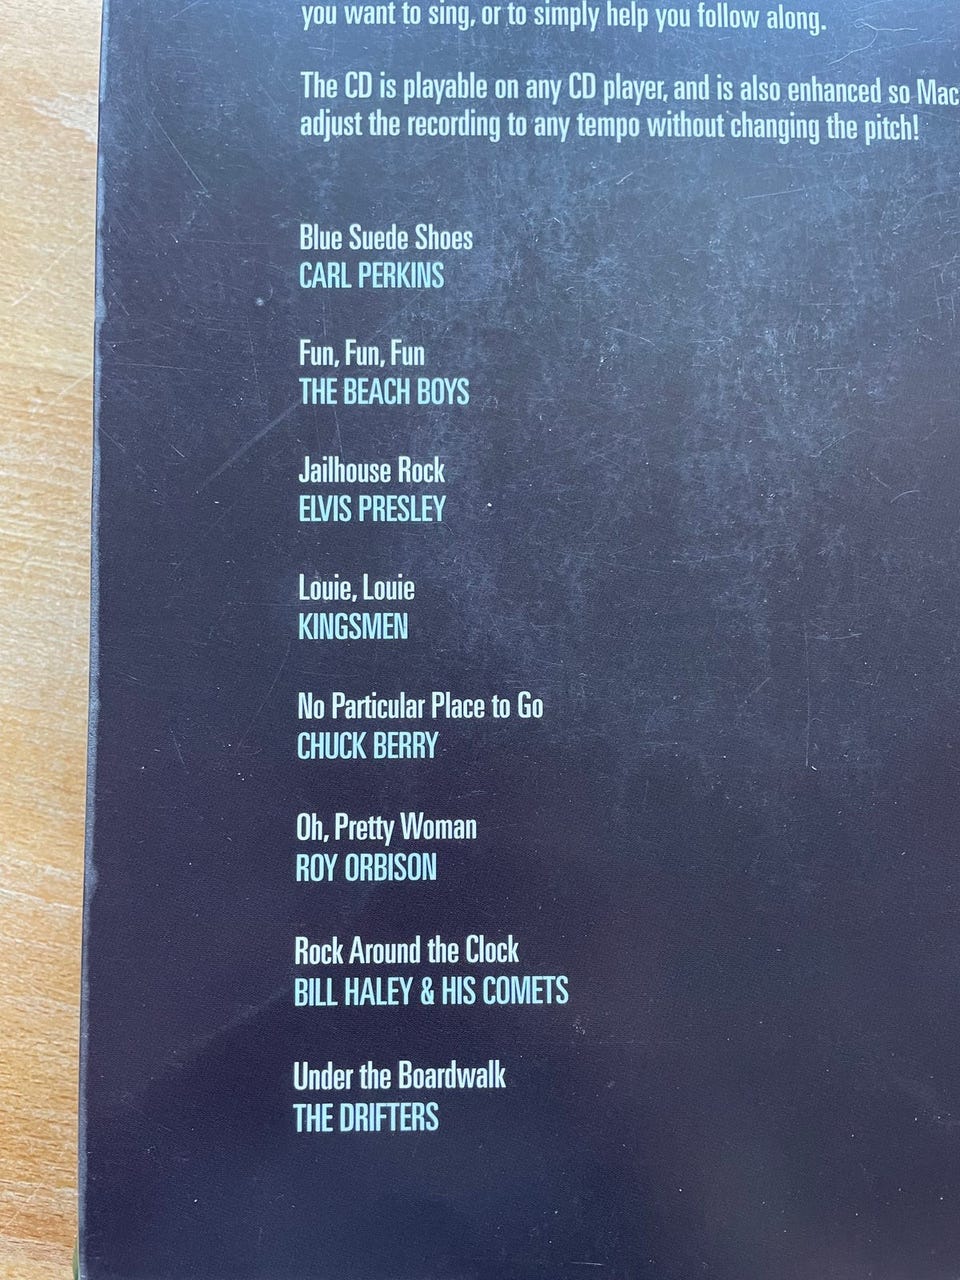 you want to sing, or to simply help you follow along.
The CD is playable on any CD player, and is also enhanced so Mac
adjust the recording to any tempo without changing the pitch!
Blue Suede Shoes
CARL PERKINS
Fun, Fun, Fun
THE BEACH BOYS
Jailhouse Rock
ELVIS PRESLEY
Louie, Louie
KINGSMEN
No Particular Place to Go
CHUCK BERRY
Oh, Pretty Woman
ROY ORBISON
Rock Around the Clock
BILL HALEY & HIS COMETS
Under the Boardwalk
THE DRIFTERS